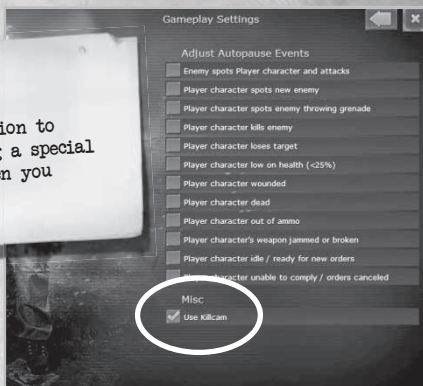 Gameplay Settings
ion to
a special
n you
Adjust Autopause Events
Enemy spots Player character and attacks
Player character spots new enemy
Player character spots enemy throwing grenade
Player character kills enemy
Player character loses target
Player character low on health (<25%)
Player character wounded
Player character dead
Player character out of ammo
Player character's weapon jammed or broken
Player character idle / ready for new orders
Player character unable to comply / orders canceled
Misc
Use Killcam